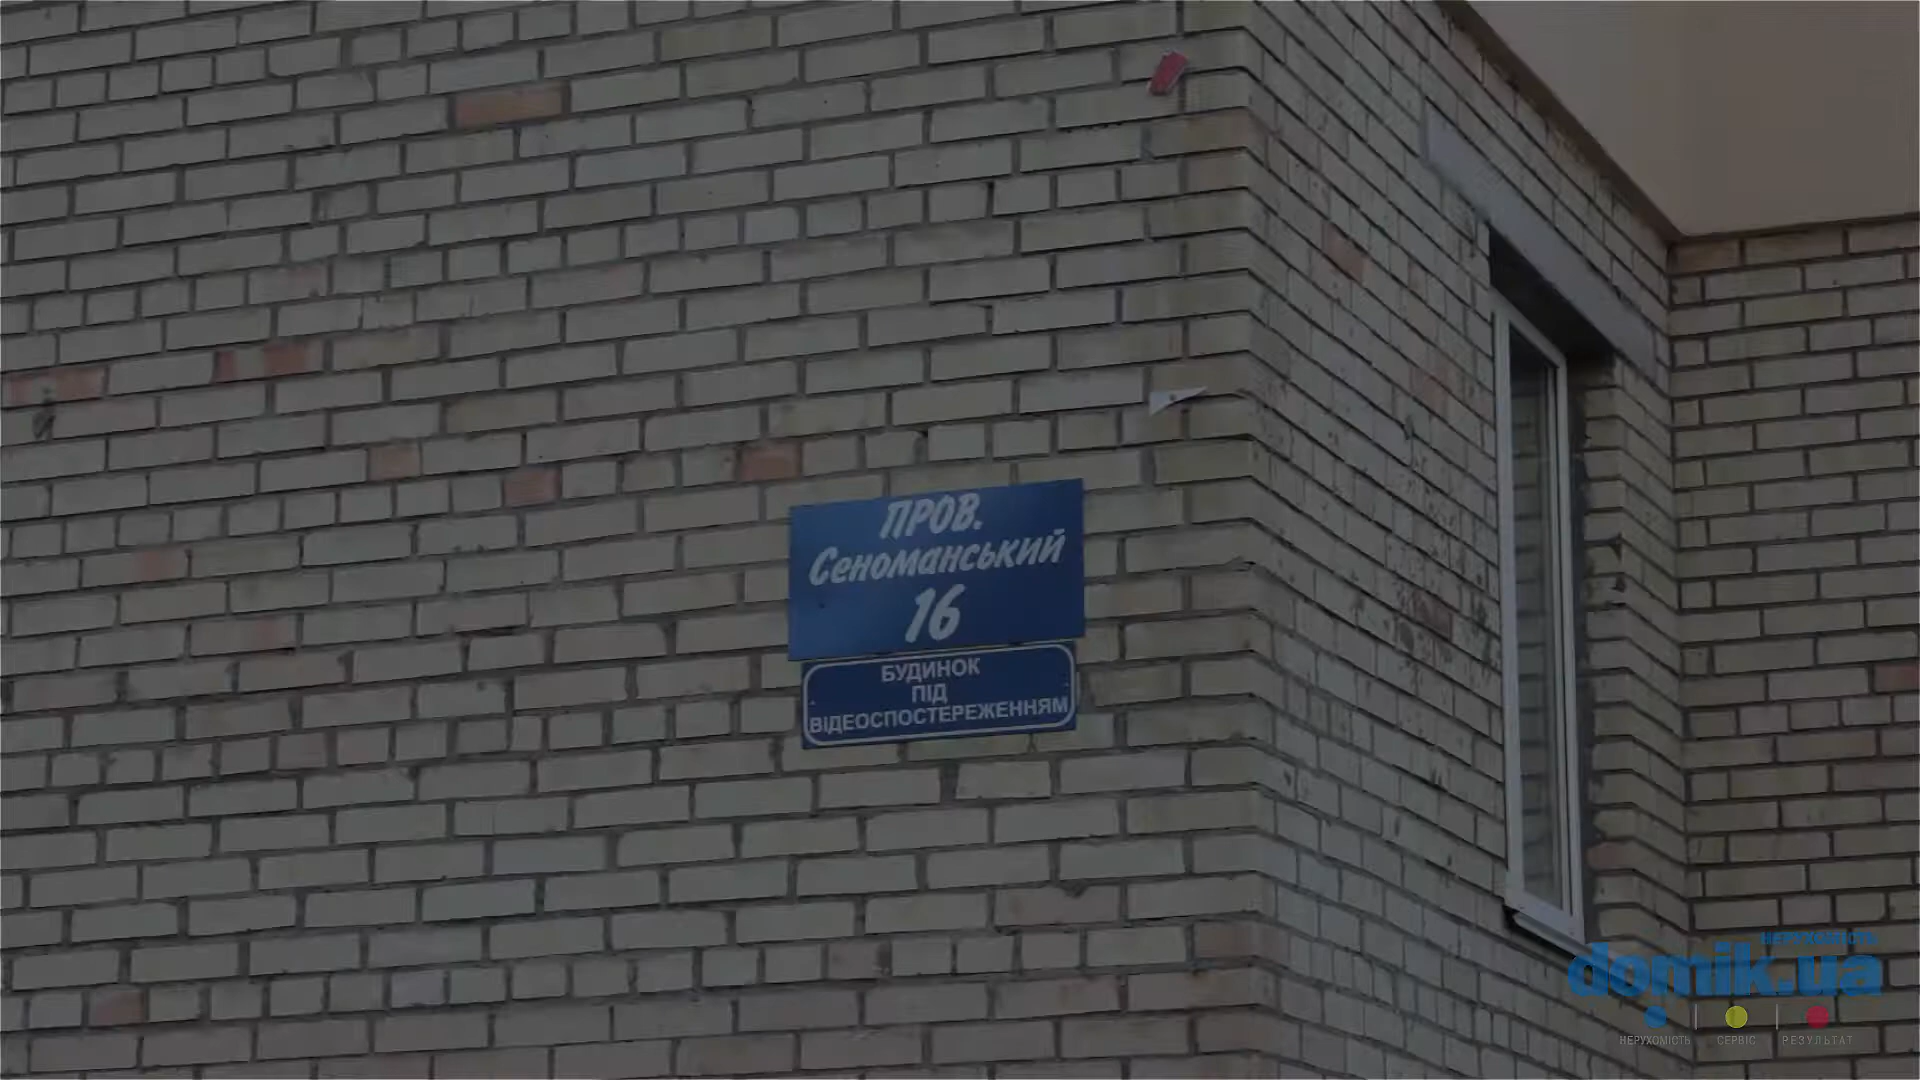 ПРОВ.
Сеноманський
16
БУДИНОК
ПІД
ВІДЕОСПОСТЕРЕЖЕННЯМ
НЕРУХОМІСТЬ
domik.ua
НЕРУХОМІСТЬ | СЕРВІС | РЕЗУЛЬТАТ